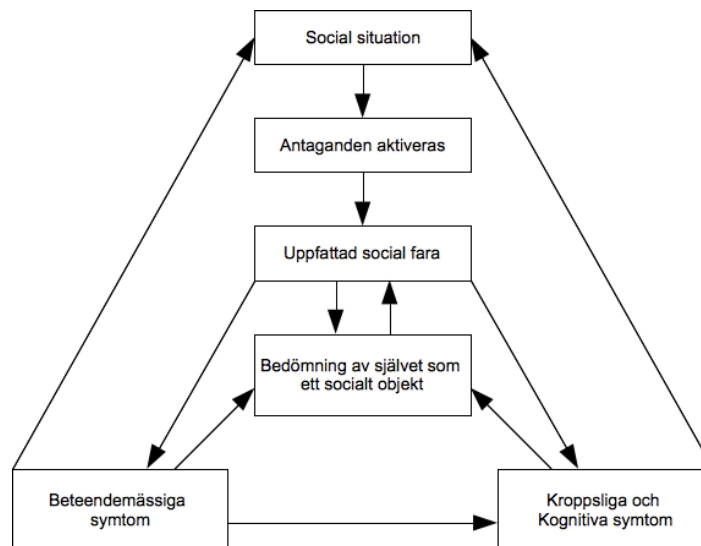 Social situation
Antaganden aktiveras
Uppfattad social fara
Bedömning av självet som
ett socialt objekt
Beteendemässiga
symtom
Kroppsliga och
Kognitiva symtom